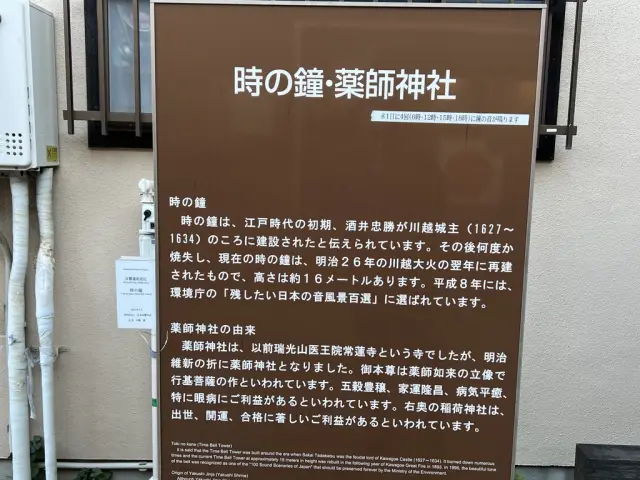 時の鐘・薬師神社
※1日に4回(6時・12時・15時・18時)に鐘の音が鳴ります
時の鐘
時の鐘は、江戸時代の初期、酒井忠勝が川越城主(1627〜
1634)のころに建設されたと伝えられています。その後何度か
焼失し、現在の時の鐘は、明治26年の川越大火の翌年に再建
されたもので、高さは約16メートルあります。平成8年には、
環境庁の「残したい日本の音風景百選」に選ばれています。
薬師神社の由来
薬師神社は、以前瑞光山医王院常蓮寺という寺でしたが、明治
維新の折に薬師神社となりました。御本尊は薬師如来の立像で
行基菩薩の作といわれています。五穀豊穣、家運隆昌、病気平癒、
特に眼病にご利益があるといわれています。右奥の稲荷神社は、
出世、開運、合格に著しいご利益があるといわれています。
Toki no kane (Time Bell Tower)
It is said that the Time Bell Tower was built around the era when Sakai Tadakatsu was the feudal lord of Kawagoe Castle (1627~1634). It burned down numerous
times and the current Time Bell Tower at approximately 16 meters in height was rebuilt in the following year of Kawagoe Great Fire in 1893. In 1996, the beautiful tone
of the bell was recognized as one of the "100 Sound Sceneries of Japan" that should be preserved forever by the Ministry of the Environment.
Origin of Yakushi Jinja (Yakushi Shrine)
時の鐘